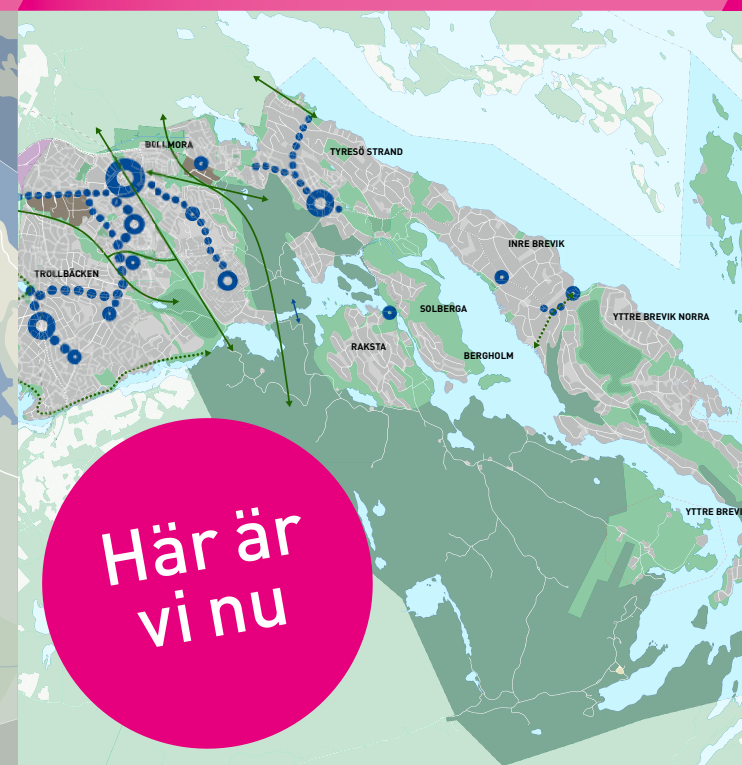 BOLLMORA
TYRESÖ STRAND
INRE BREVIK
TROLLBÄCKEN
SOLBERGA
YTTRE BREVIK NORRA
RAKSTA
BERGHOLM
YTTRE BREVI
Här är
vi nu